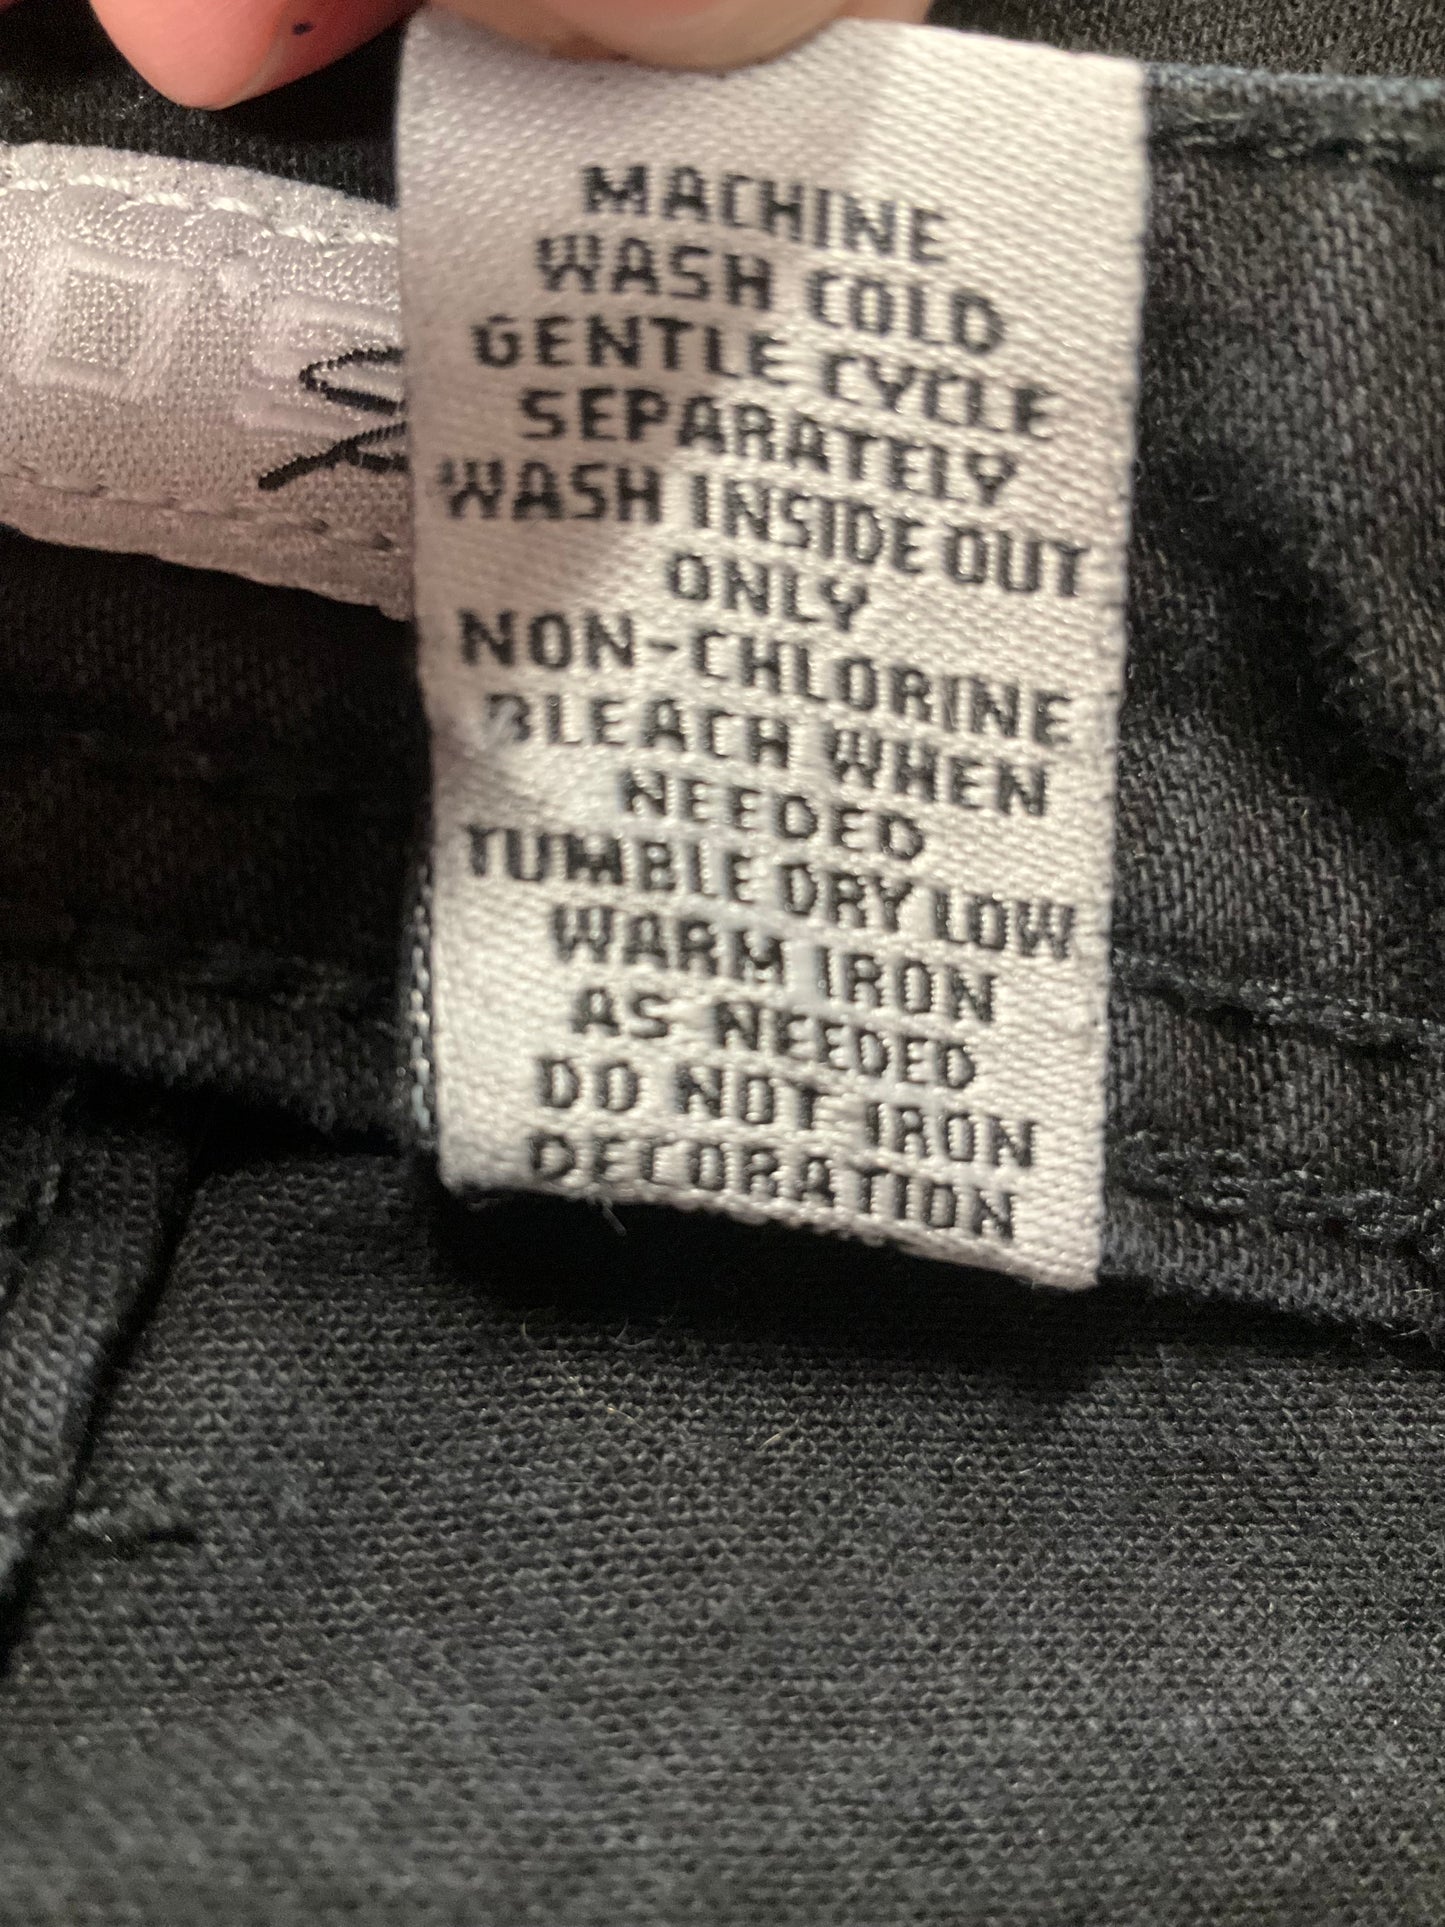 MACHINE
WASH COLD
GENTLE CYCLE
SEPARATELY
WASH INSIDE OUT
ONLY
NON-CHLORINE
BLEACH WHEN
NEEDED
TUMBLE DRY LOW
WARM IRON
AS NEEDED
DO NOT IRON
DECORATION